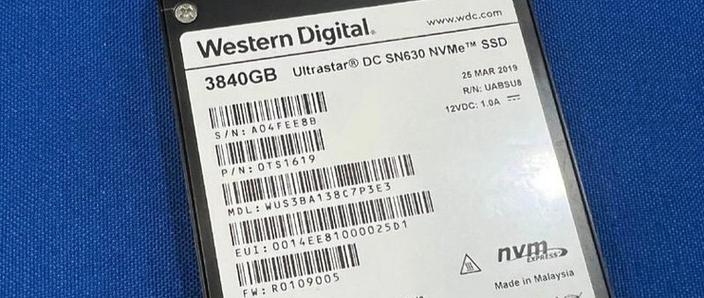 Western Digital®
www.wdc.com
3840GB Ultrastar® DC SN630 NVMe™ SSD
25 MAR 2019
R/N: UABSU8
12VDC: 1.0A
S/N: A04FEE8B
P/N: OTS1619
MDL: WUS3BA138C7P3E3
EUI: 0014EE81000025D1
FW: R0109005
nvm
EXPRESS
Made in Malaysia